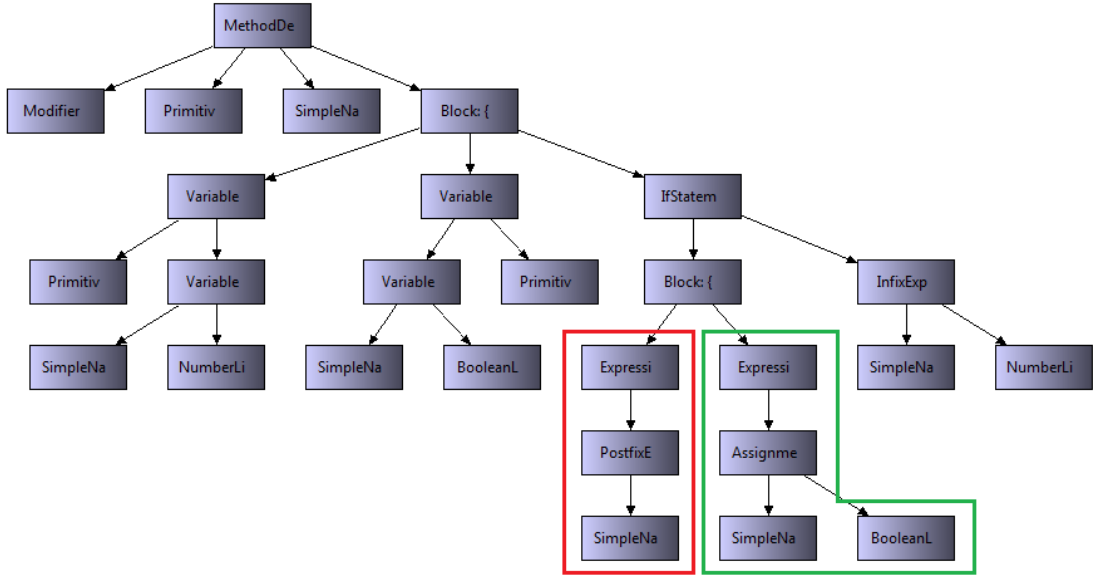 MethodDe
Modifier
Primitiv
SimpleNa
Block: {
Variable
Variable
IfStatem
Primitiv
Variable
Variable
Primitiv
Block: {
InfixExp
SimpleNa
NumberLi
SimpleNa
BooleanL
Expressi
Expressi
SimpleNa
NumberLi
PostfixE
Assignme
SimpleNa
SimpleNa
BooleanL